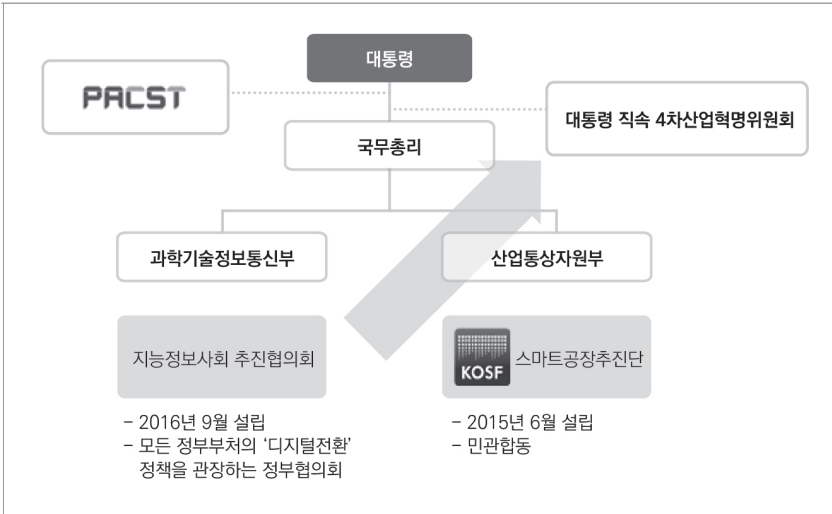 대통령
PACST
대통령 직속 4차산업혁명위원회
국무총리
과학기술정보통신부
산업통상자원부
지능정보사회 추진협의회
KOSF
스마트공장추진단
- 2016년 9월 설립
- 모든 정부부처의 ‘디지털전환’
정책을 관장하는 정부협의회
- 2015년 6월 설립
- 민관합동